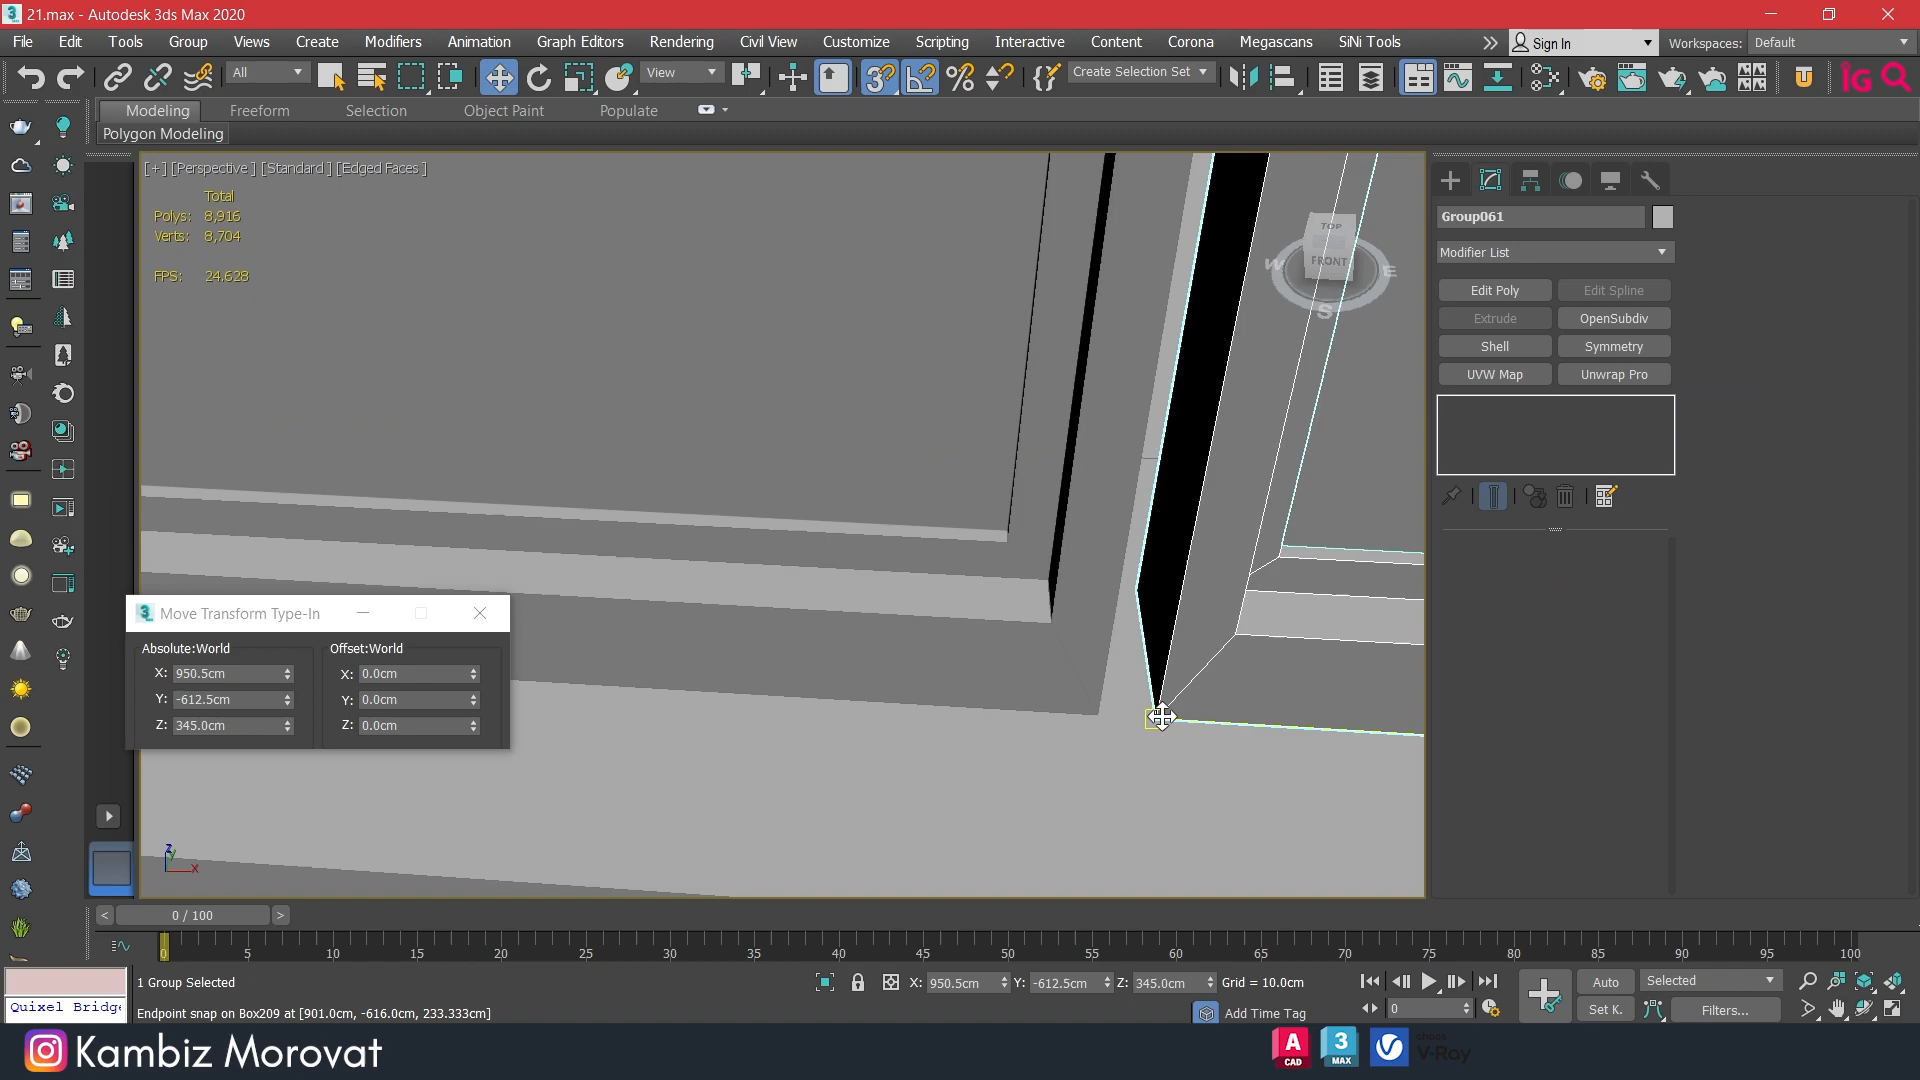 21.max - Autodesk 3ds Max 2020
File Edit Tools Group Views Create Modifiers Animation Graph Editors Rendering Civil View Customize Scripting Interactive Content Corona Megascans SiNi Tools Sign In Workspaces: Default
All View Create Selection Set
Modeling Freeform Selection Object Paint Populate
Polygon Modeling
[+] [Perspective ] [Standard ] [Edged Faces ]
Total
Polys: 8,916
Verts: 8,704
FPS: 24.628
TOP
FRONT
W E
S
Group061
Modifier List
Edit Poly Edit Spline
Extrude OpenSubdiv
Shell Symmetry
UVW Map Unwrap Pro
Move Transform Type-In
Absolute:World Offset:World
X: 950.5cm X: 0.0cm
Y: -612.5cm Y: 0.0cm
Z: 345.0cm Z: 0.0cm
z y x
< 0 / 100 >
0 5 10 15 20 25 30 35 40 45 50 55 60 65 70 75 80 85 90 95 100
1 Group Selected X: 950.5cm Y: -612.5cm Z: 345.0cm Grid = 10.0cm Auto Selected
Quixel Bridg Endpoint snap on Box209 at [901.0cm, -616.0cm, 233.333cm] Add Time Tag 0 Set K. Filters...
Kambiz Morovat A CAD 3 MAX chaos V-Ray